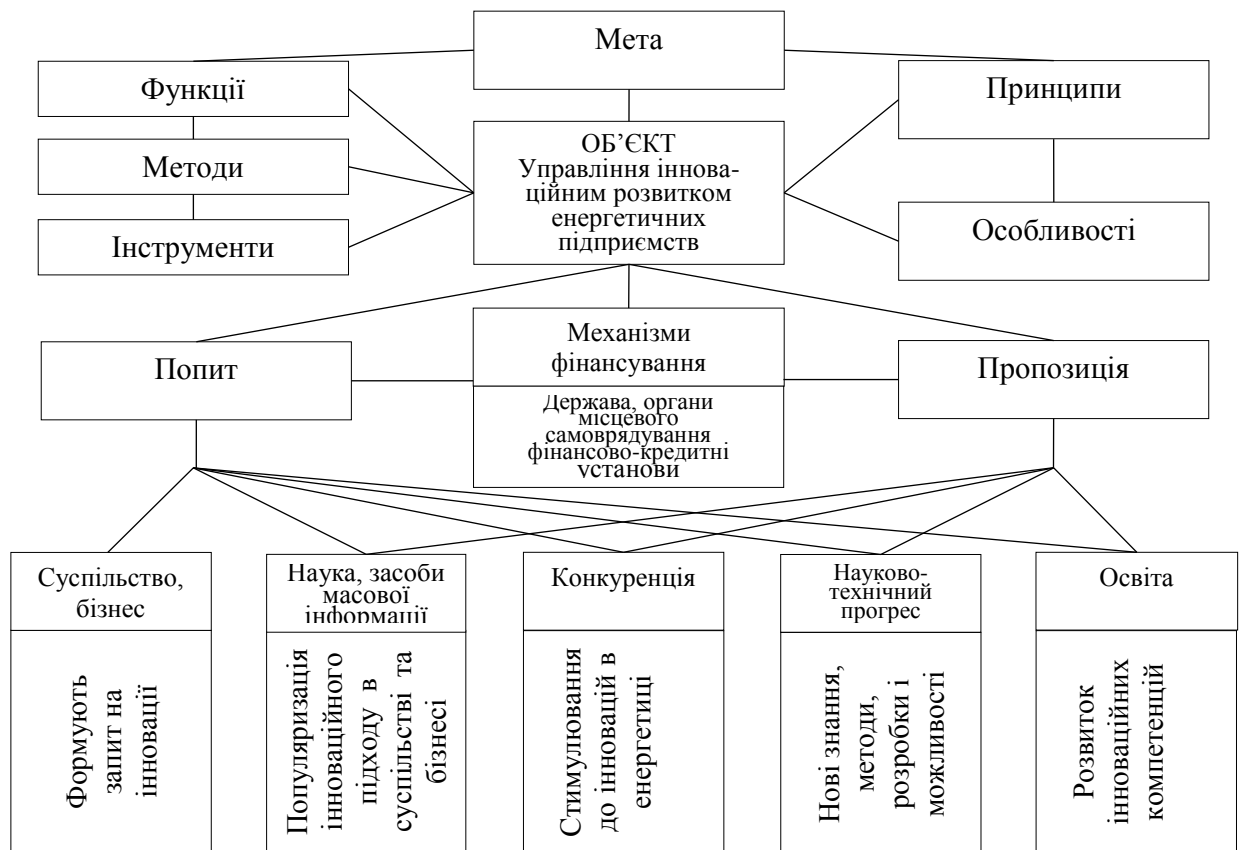 Мета
Функції
Принципи
Методи
ОБ’ЄКТ
Управління іннова-
ційним розвитком
енергетичних
підприємств
Інструменти
Особливості
Попит
Механізми
фінансування
Держава, органи
місцевого
самоврядування
фінансово-кредитні
установи
Пропозиція
Суспільство,
бізнес
Наука, засоби
масової
інформації
Конкуренція
Науково-
технічний
прогрес
Освіта
Формують
запит на
інновації
Популяризація
інноваційного
підходу в
суспільстві та
бізнесі
Стимулювання
до інновацій в
енергетиці
Нові знання,
методи,
розробки і
можливості
Розвиток
інноваційних
компетенцій